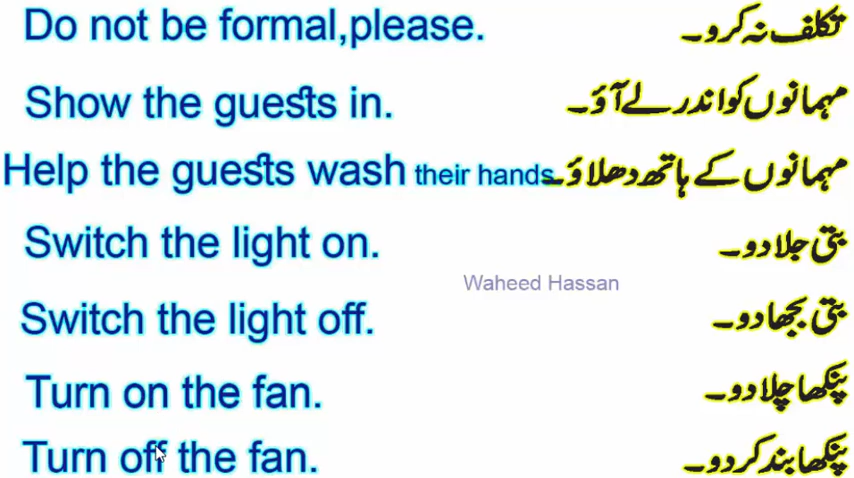 Do not be formal,please. تکلف نہ کرو۔
Show the guests in. مہمانوں کو اندر لے آؤ۔
Help the guests wash their hands مہمانوں کے ہاتھ دھلاؤ۔
Switch the light on. بتی جلا دو۔
Waheed Hassan
Switch the light off. بتی بجھا دو۔
Turn on the fan. پنکھا چلا دو۔
Turn off the fan. پنکھا بند کر دو۔